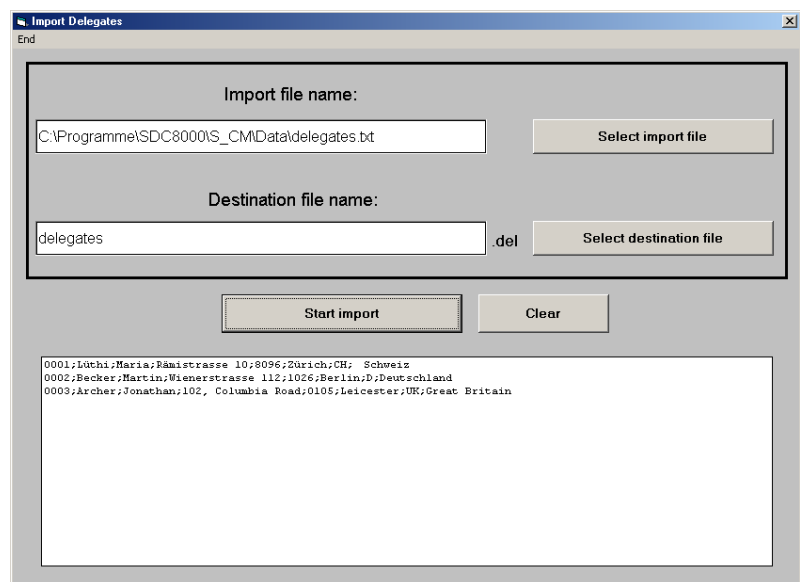 Import Delegates
End
Import file name:
C:\Programme\SDC8000\S_CM\Data\delegates.txt
Select import file
Destination file name:
delegates
.del
Select destination file
Start import
Clear
0001;Lüthi;Maria;Rämistrasse 10;8096;Zürich;CH; Schweiz
0002;Becker;Martin;Wienerstrasse 112;1026;Berlin;D;Deutschland
0003;Archer;Jonathan;102, Columbia Road;0105;Leicester;UK;Great Britain